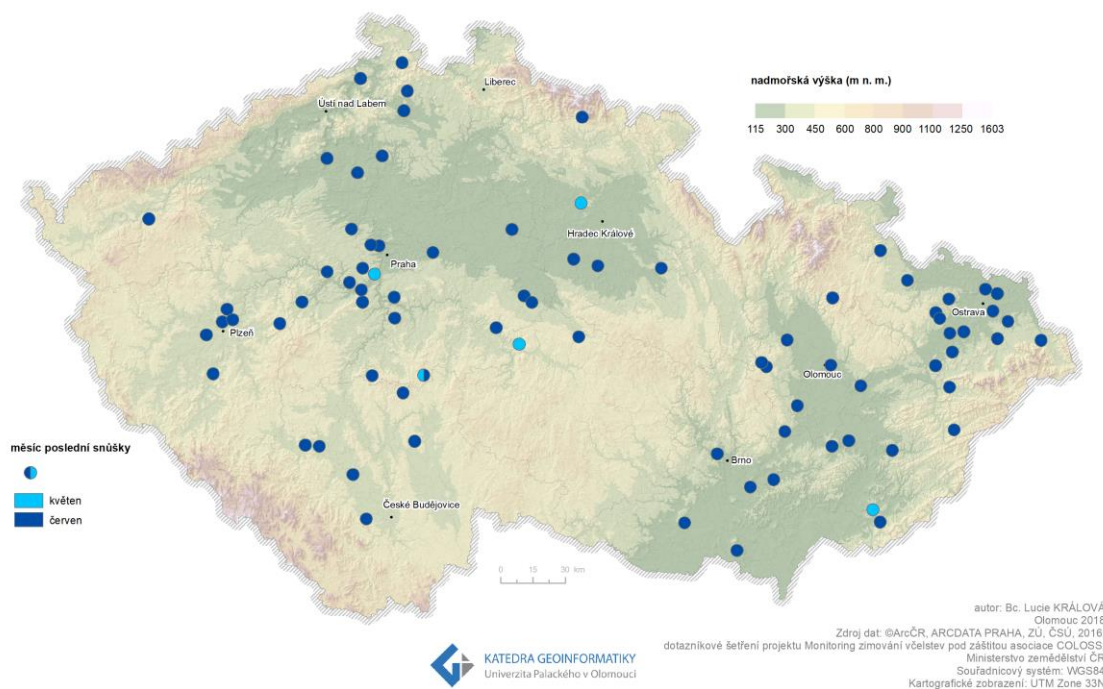 Liberec
Ústí nad Labem
nadmořská výška (m n. m.)
115 300 450 600 800 900 1100 1250 1603
Hradec Králové
Praha
Ostrava
Plzeň
Olomouc
měsíc poslední snůšky
květen
červen
Brno
České Budějovice
0 15 30 km
autor: Bc. Lucie KRÁLOVÁ
Olomouc 2018
Zdroj dat: ©ArcČR, ARCDATA PRAHA, ZÚ, ČSÚ, 2016
dotazníkové šetření projektu Monitoring zimování včelstev pod záštitou asociace COLOSS
Ministerstvo zemědělství ČR
Souřadnicový systém: WGS84
Kartografické zobrazení: UTM Zone 33N
KATEDRA GEOINFORMATIKY
Univerzita Palackého v Olomouci